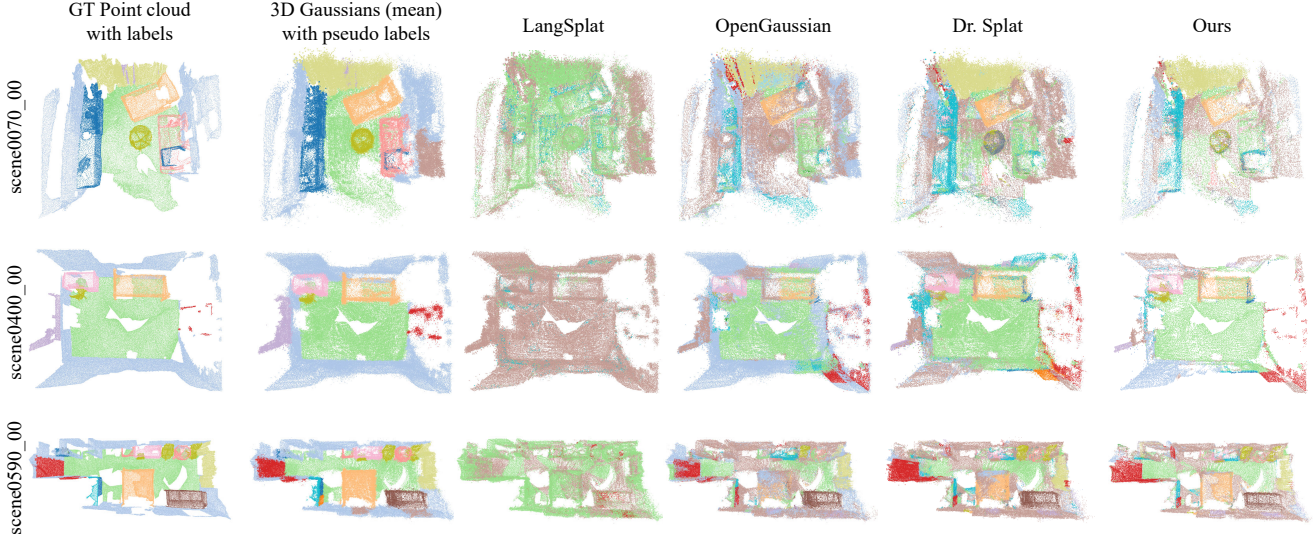 GT Point cloud
with labels
3D Gaussians (mean)
with pseudo labels
LangSplat
OpenGaussian
Dr. Splat
Ours
scene0070_00
scene0400_00
scene0590_00